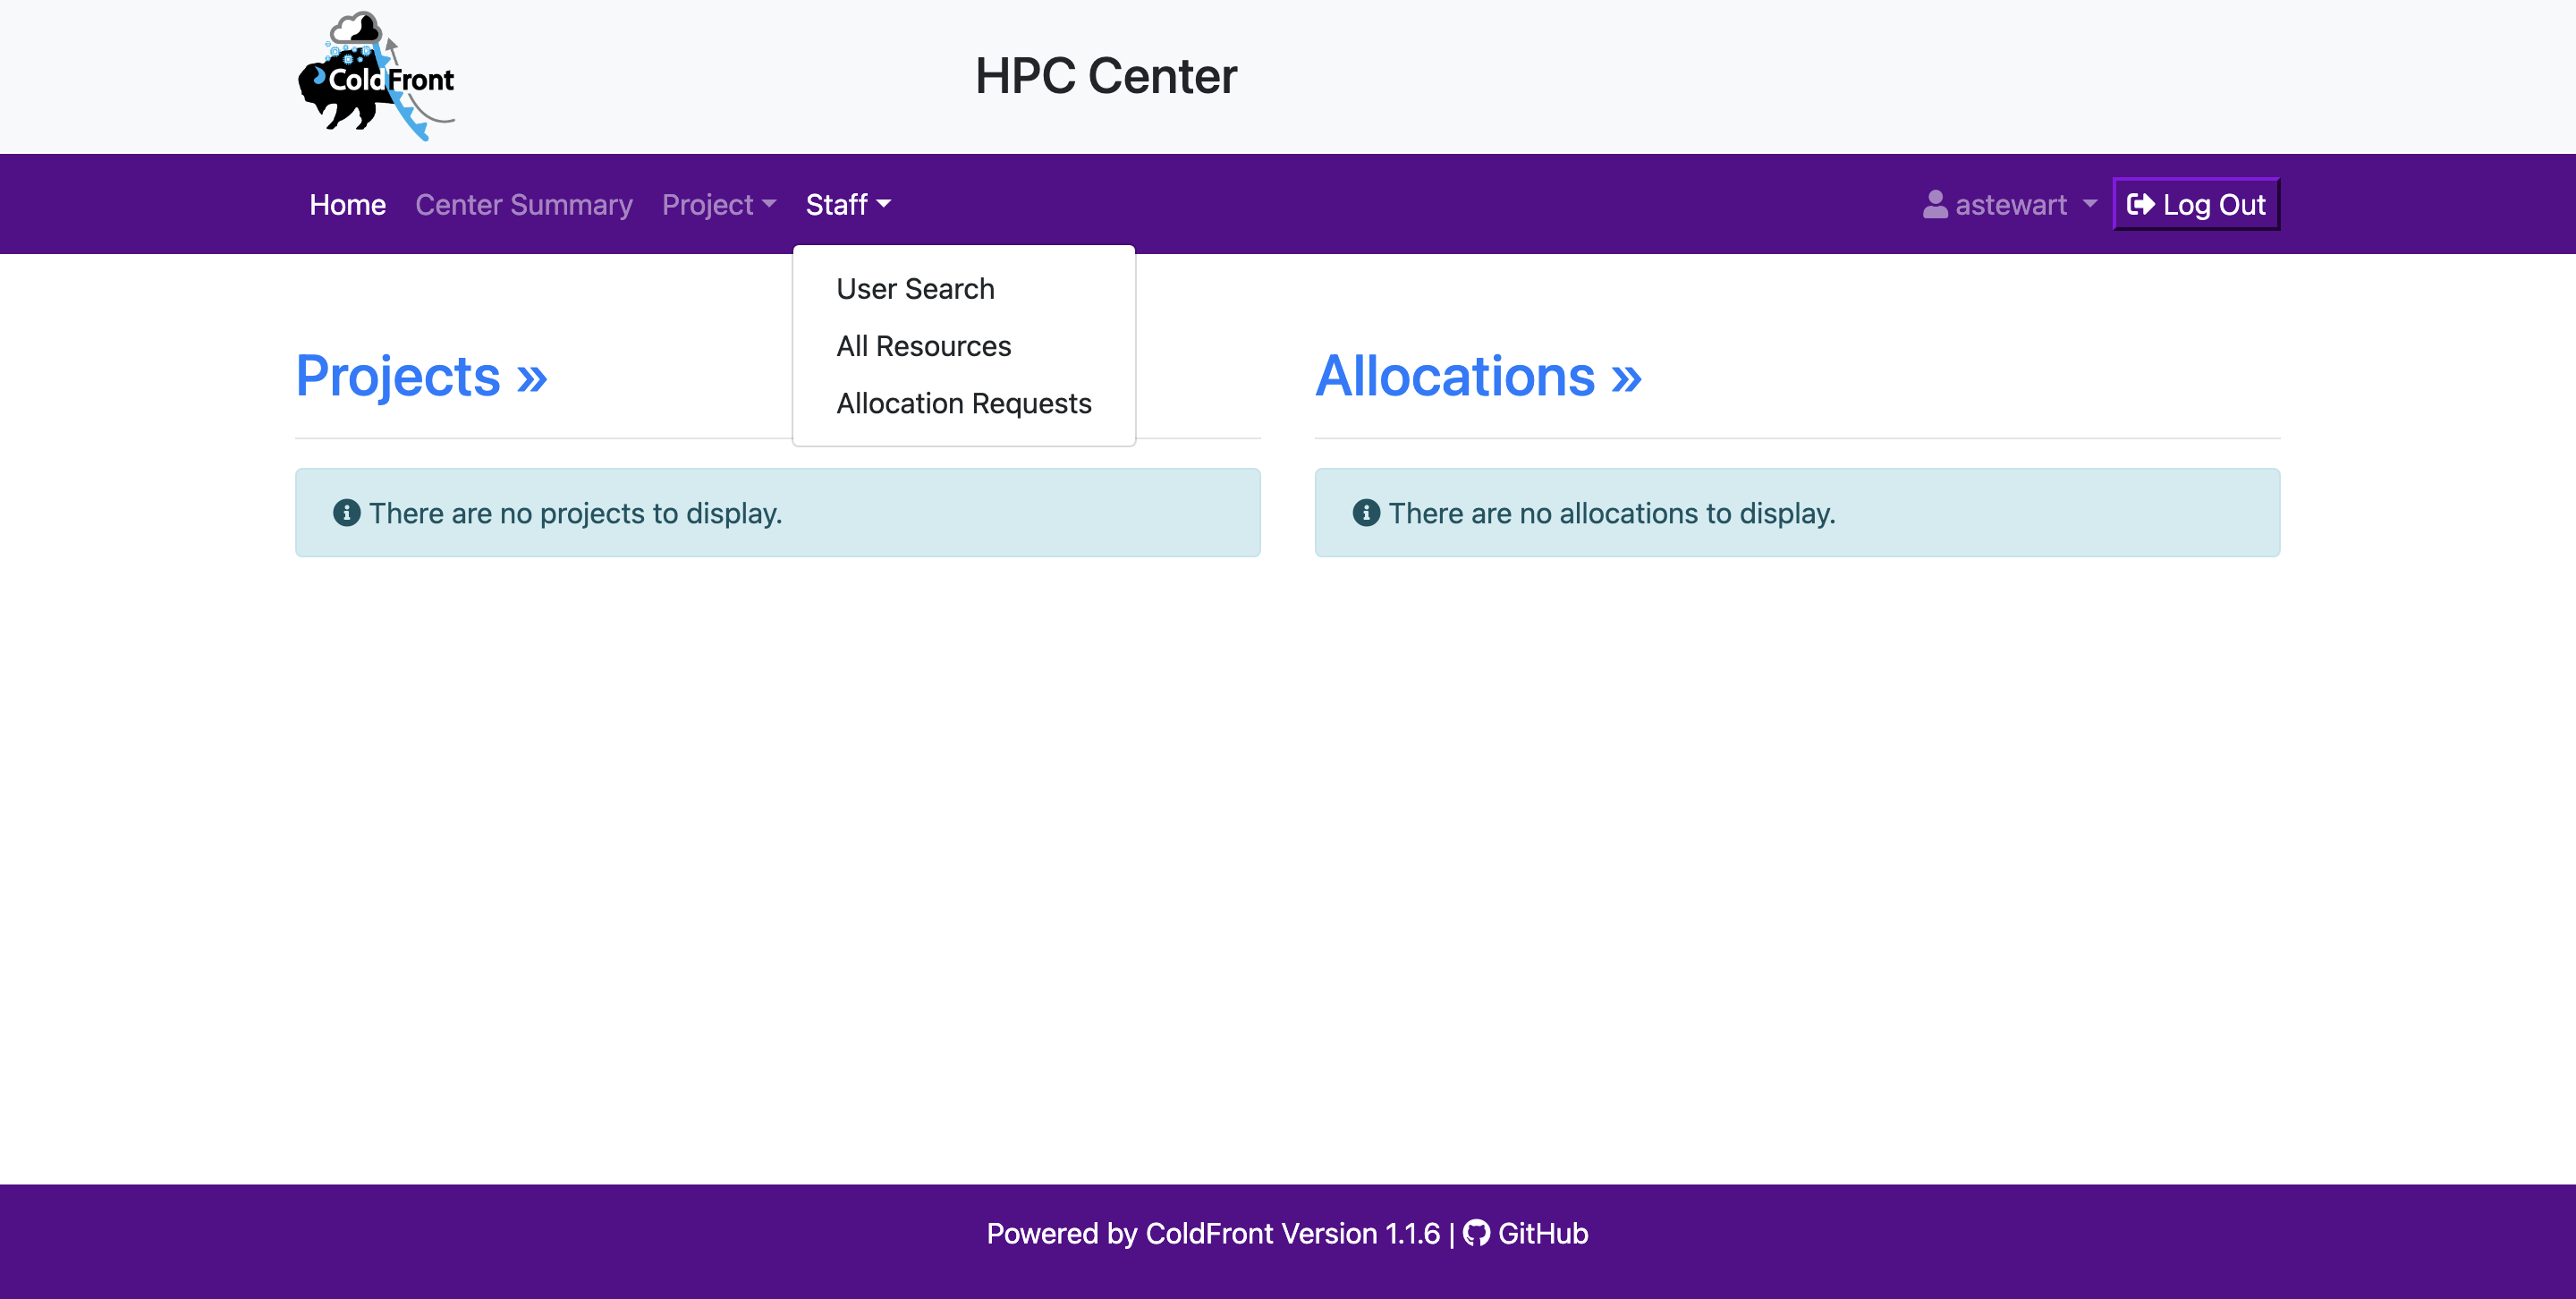 ColdFront
HPC Center
Home Center Summary Project Staff astewart Log Out
User Search
All Resources
Allocation Requests
Projects »
Allocations »
There are no projects to display.
There are no allocations to display.
Powered by ColdFront Version 1.1.6 | GitHub